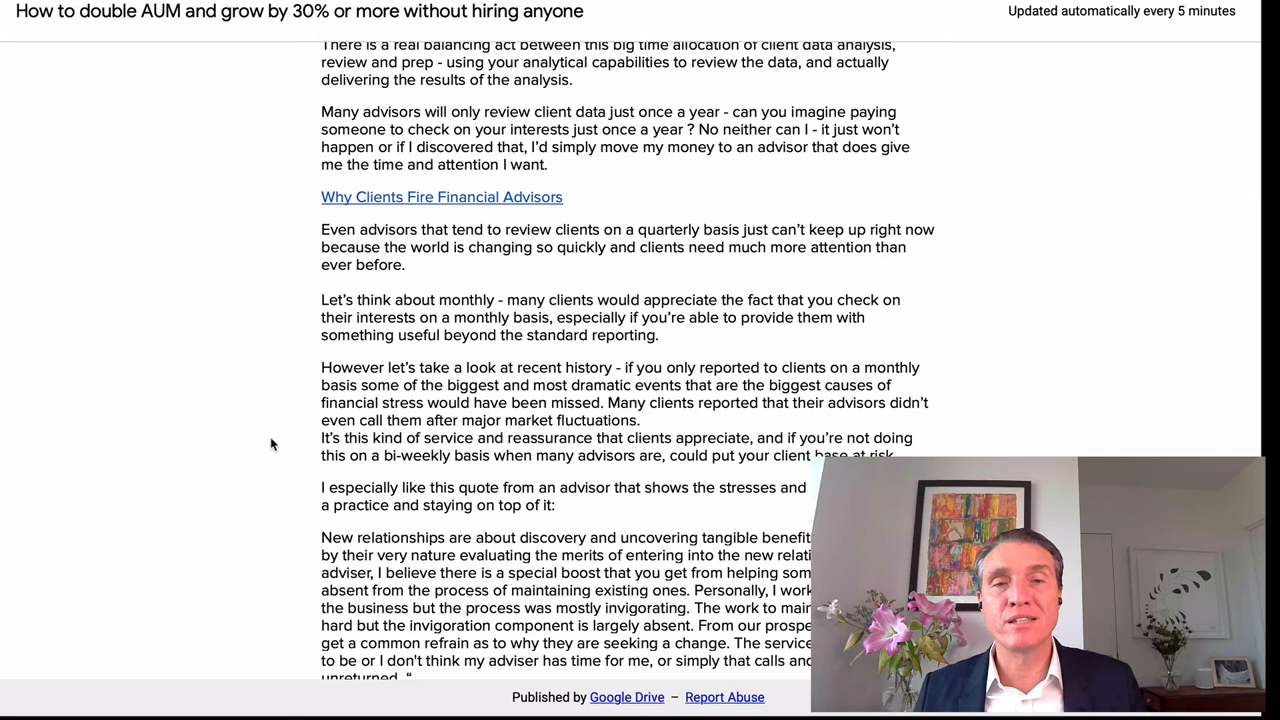 How to double AUM and grow by 30% or more without hiring anyone
Updated automatically every 5 minutes
There is a real balancing act between this big time allocation of client data analysis,
review and prep - using your analytical capabilities to review the data, and actually
delivering the results of the analysis.
Many advisors will only review client data just once a year - can you imagine paying
someone to check on your interests just once a year ? No neither can I - it just won’t
happen or if I discovered that, I’d simply move my money to an advisor that does give
me the time and attention I want.
Why Clients Fire Financial Advisors
Even advisors that tend to review clients on a quarterly basis just can’t keep up right now
because the world is changing so quickly and clients need much more attention than
ever before.
Let’s think about monthly - many clients would appreciate the fact that you check on
their interests on a monthly basis, especially if you’re able to provide them with
something useful beyond the standard reporting.
However let’s take a look at recent history - if you only reported to clients on a monthly
basis some of the biggest and most dramatic events that are the biggest causes of
financial stress would have been missed. Many clients reported that their advisors didn’t
even call them after major market fluctuations.
It’s this kind of service and reassurance that clients appreciate, and if you’re not doing
this on a bi-weekly basis when many advisors are, could put your client base at risk
I especially like this quote from an advisor that shows the stresses and
a practice and staying on top of it:
New relationships are about discovery and uncovering tangible
by their very nature evaluating the merits of entering into the new
adviser, I believe there is a special boost that you get from helping
absent from the process of maintaining existing ones. Personally, I
the business but the process was mostly invigorating. The work to
hard but the invigoration component is largely absent. From our
get a common refrain as to why they are seeking a change. The
to be or I don't think my adviser has time for me, or simply that calls
unreturned. “
Published by Google Drive – Report Abuse